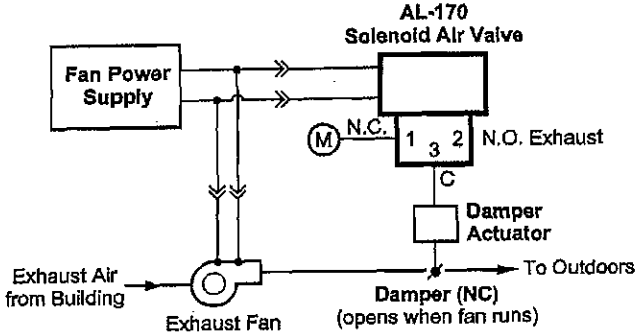 AL-170
Solenoid Air Valve
Fan Power
Supply
M
N.C.
1
2
3
N.O. Exhaust
C
Damper
Actuator
Exhaust Air
from Building
To Outdoors
Damper (NC)
(opens when fan runs)
Exhaust Fan